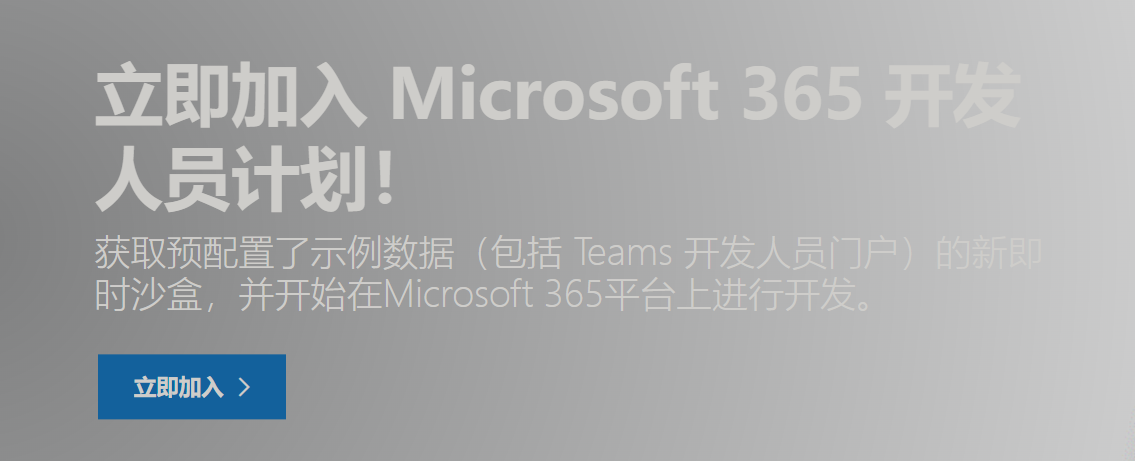 立即加入 Microsoft 365 开发
人员计划！
获取预配置了示例数据（包括 Teams 开发人员门户）的新即
时沙盒，并开始在Microsoft 365平台上进行开发。
立即加入